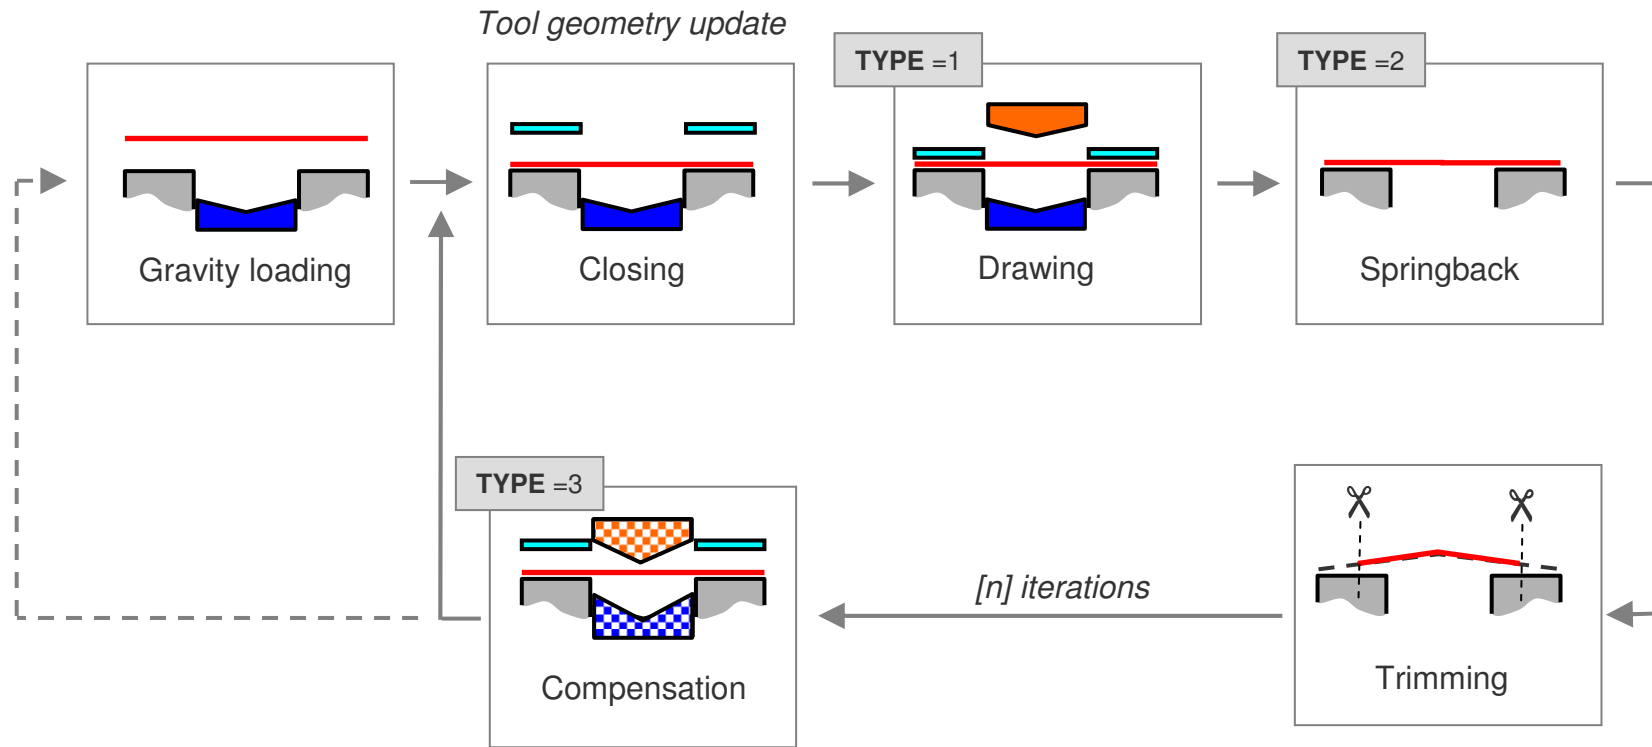 Tool geometry update
TYPE =1
TYPE =2
Gravity loading
Closing
Drawing
Springback
TYPE =3
[n] iterations
Compensation
Trimming